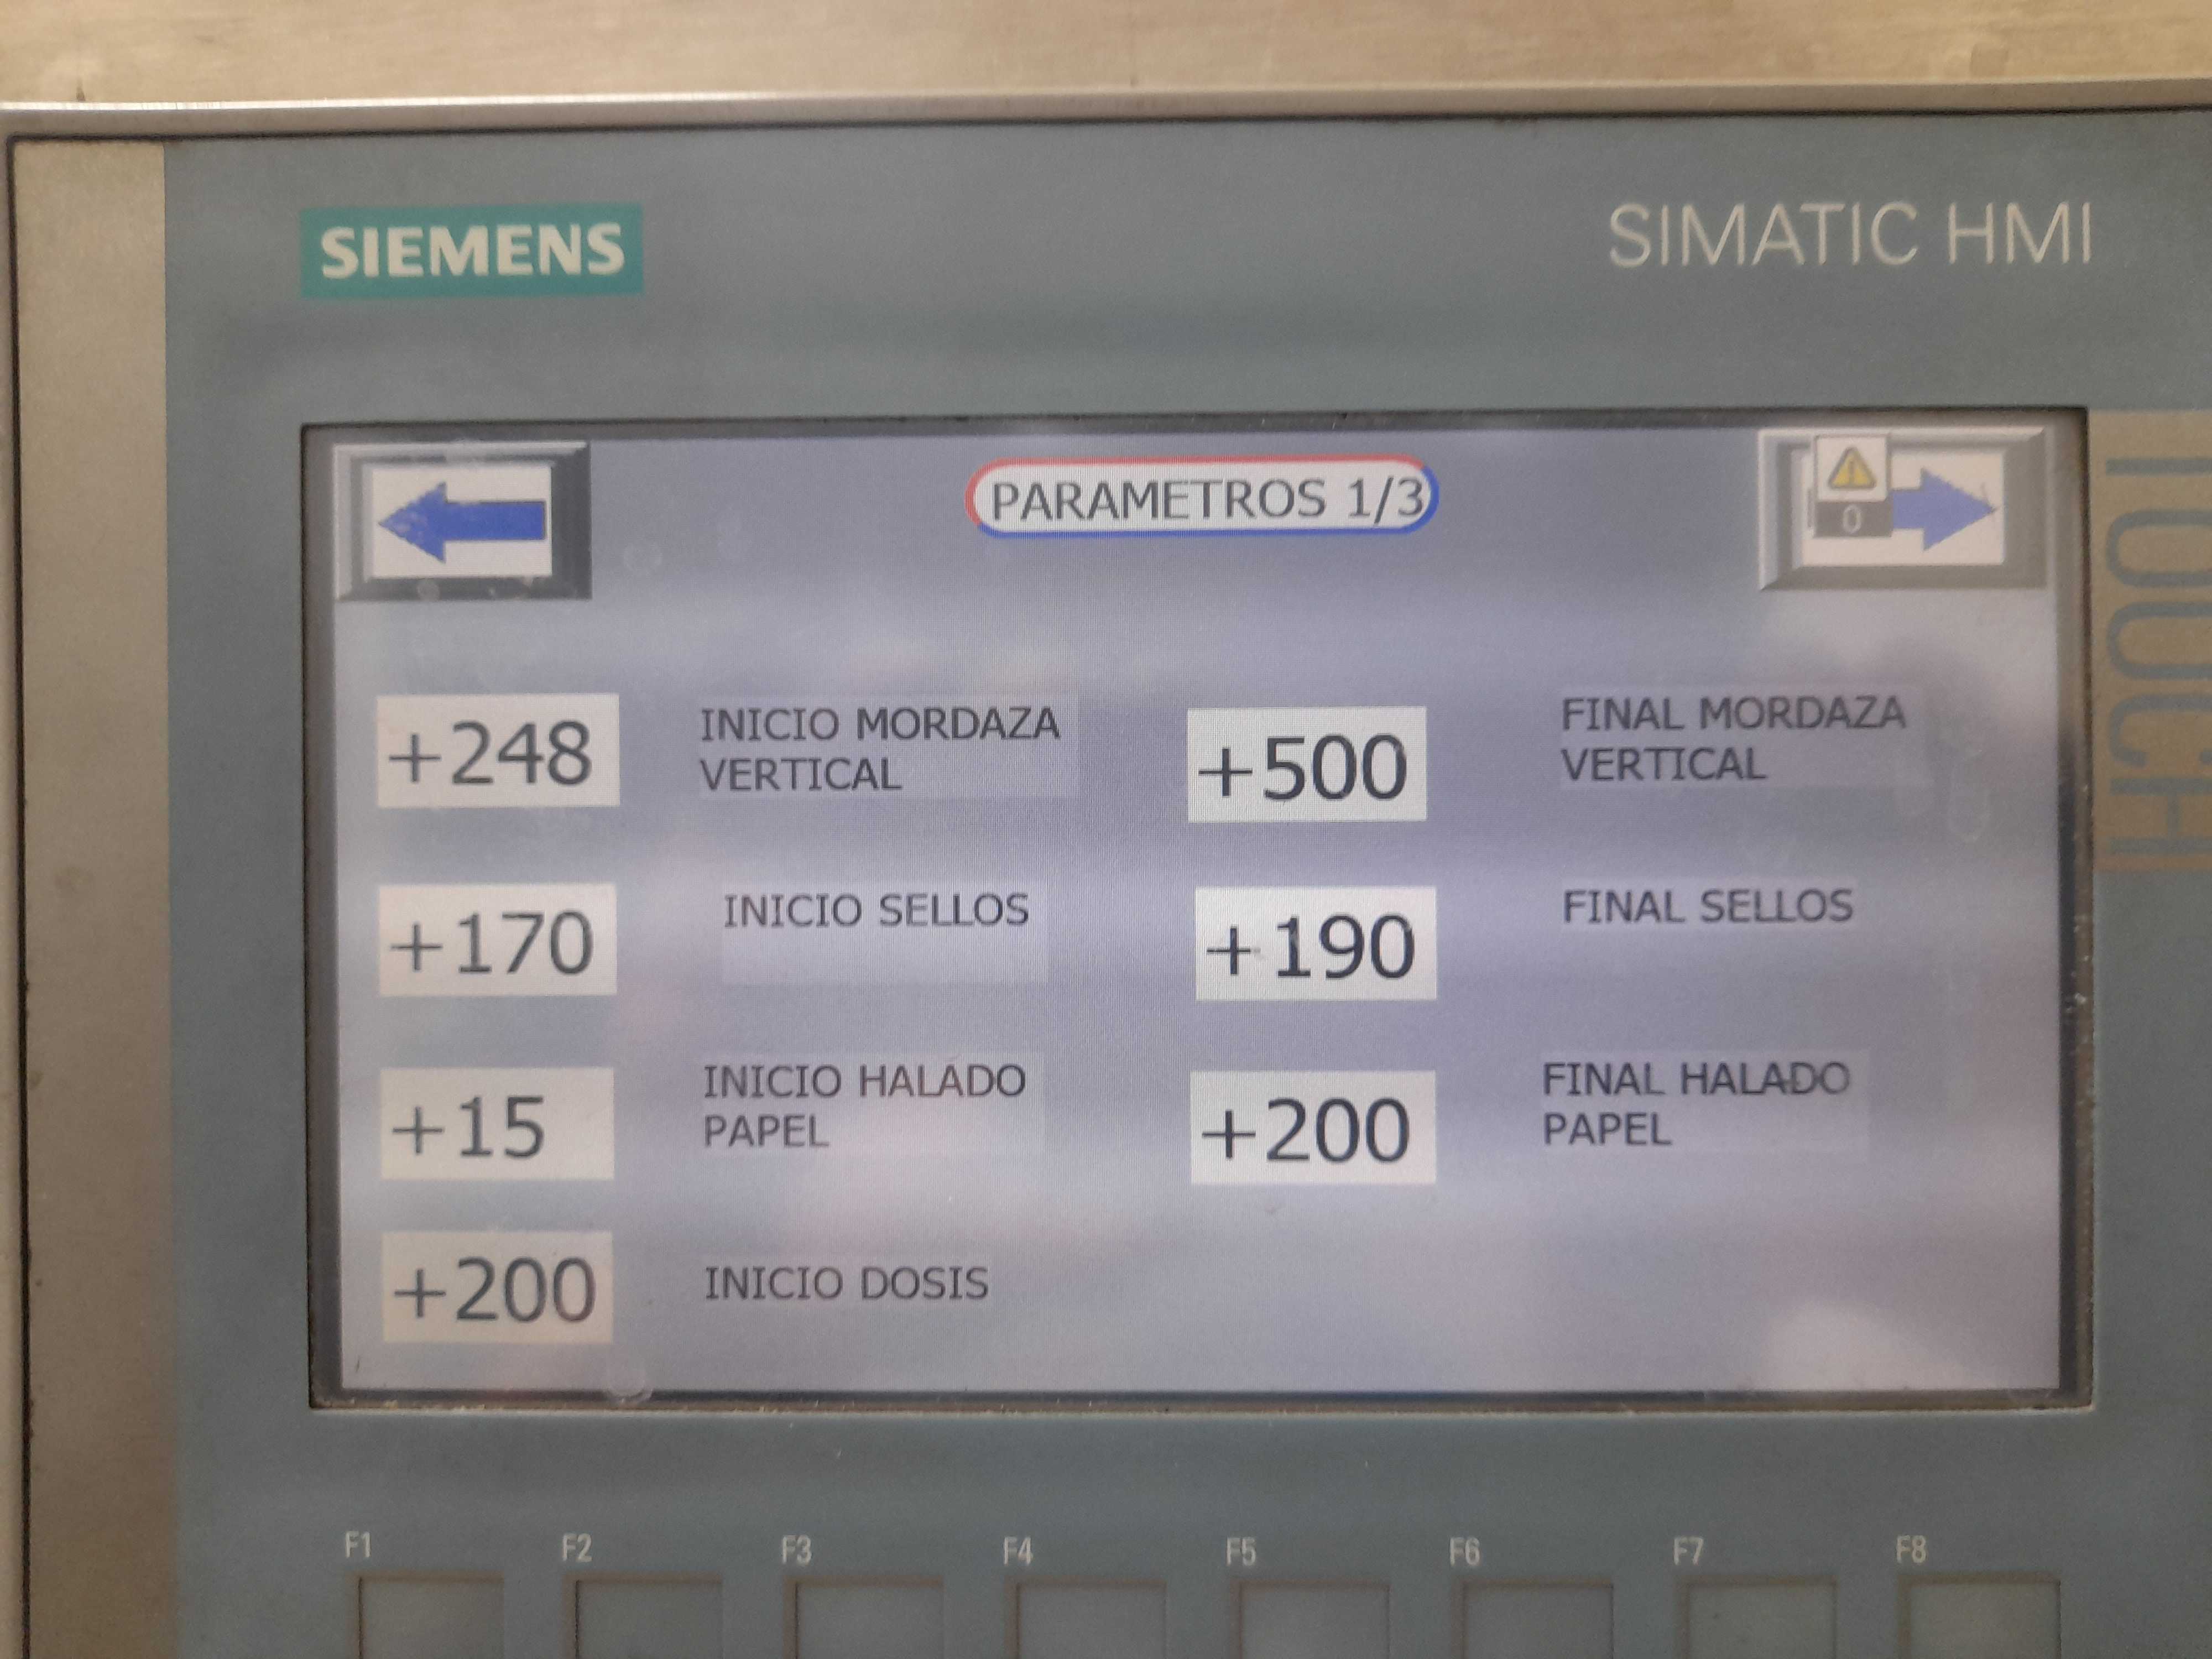 SIEMENS
SIMATIC HMI
TOUCH
PARAMETROS 1/3
0
+248
INICIO MORDAZA
VERTICAL
+500
FINAL MORDAZA
VERTICAL
+170
INICIO SELLOS
+190
FINAL SELLOS
+15
INICIO HALADO
PAPEL
+200
FINAL HALADO
PAPEL
+200
INICIO DOSIS
F1 F2 F3 F4 F5 F6 F7 F8